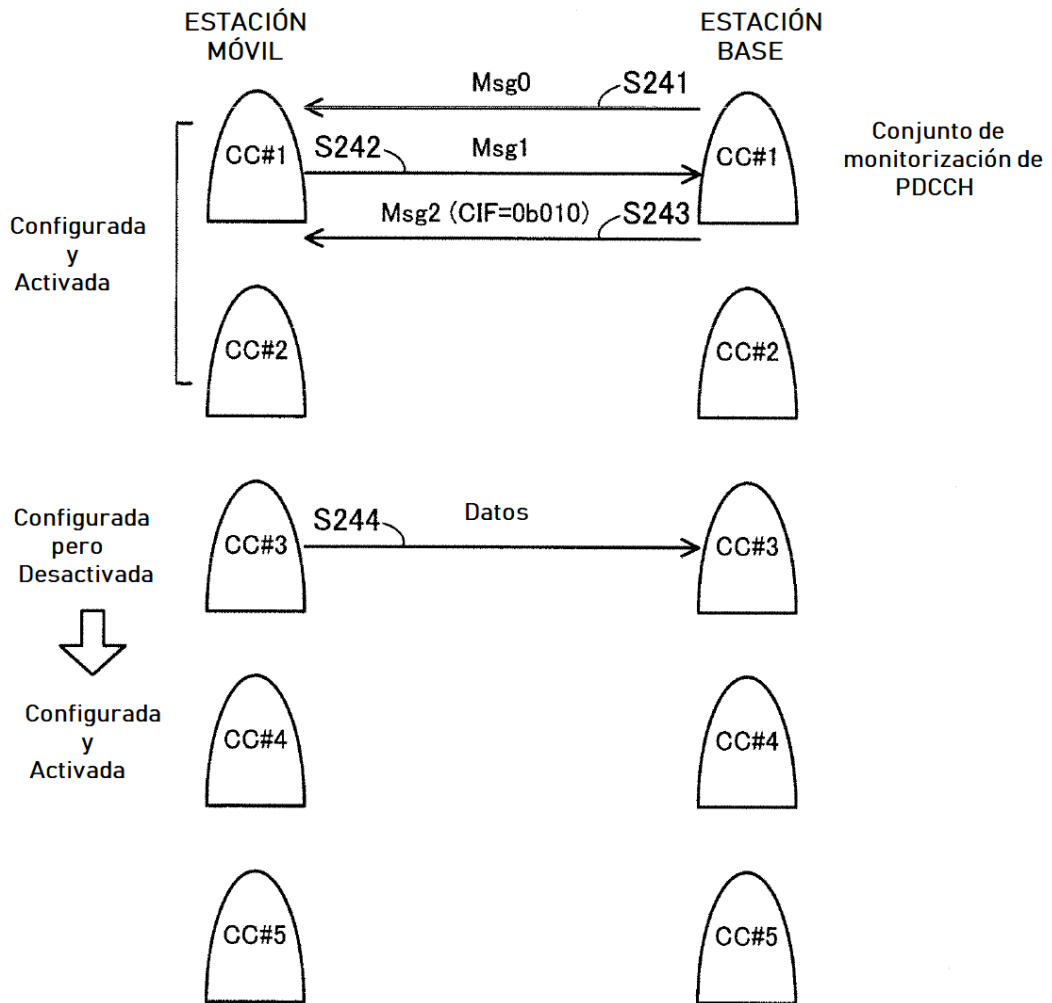 ESTACIÓN
MÓVIL
ESTACIÓN
BASE
Msg0
S241
CC#1
S242
Msg1
CC#1
Conjunto de
monitorización de
PDCCH
Msg2 (CIF=0b010)
S243
Configurada
y
Activada
CC#2
CC#2
Configurada
pero
Desactivada
S244
Datos
CC#3
CC#3
Configurada
y
Activada
CC#4
CC#4
CC#5
CC#5